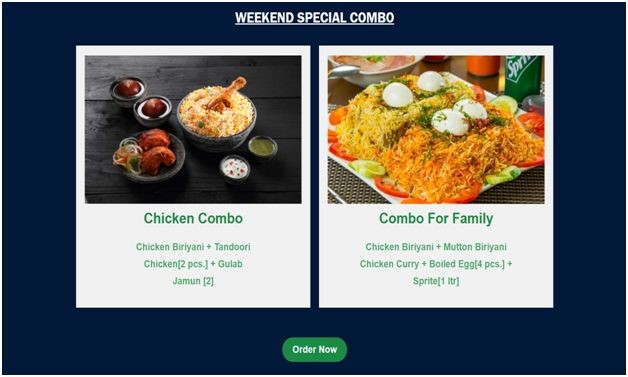 WEEKEND SPECIAL COMBO
Sprite
Chicken Combo
Chicken Biriyani + Tandoori
Chicken[2 pcs.] + Gulab
Jamun [2]
Combo For Family
Chicken Biriyani + Mutton Biriyani
Chicken Curry + Boiled Egg[4 pcs.] +
Sprite[1 ltr]
Order Now